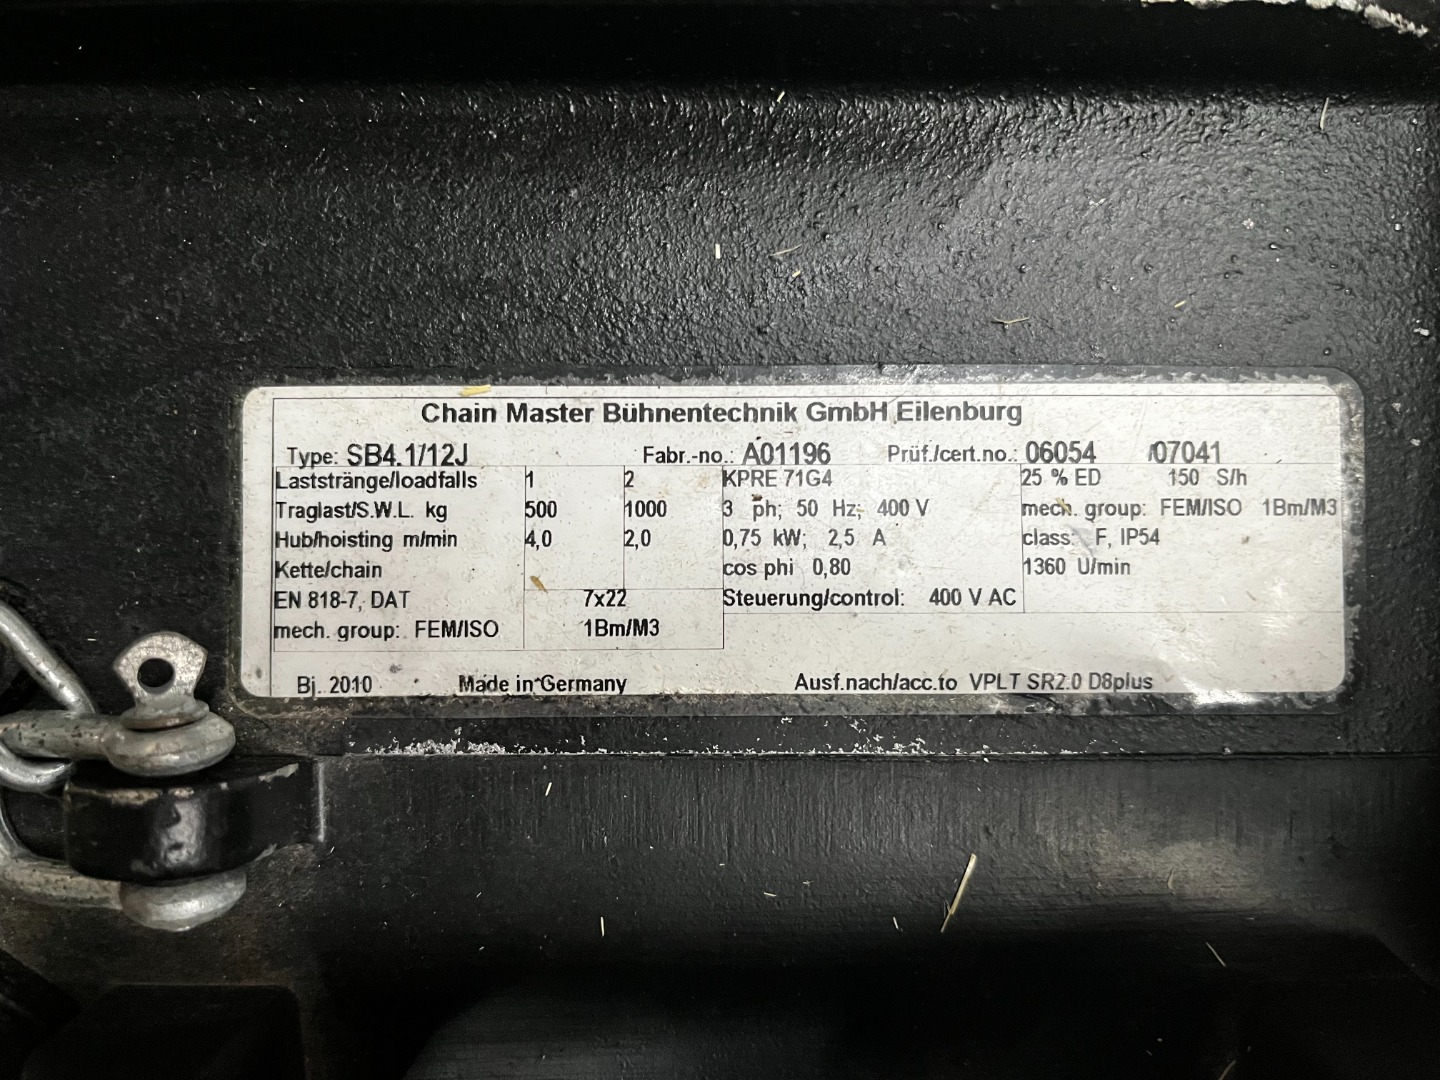 Chain Master Bühnentechnik GmbH Eilenburg
Type: SB4.1/12J Fabr.-no.: A01196 Prüf./cert.no.: 06054 /07041
Laststränge/loadfalls 1 2 KPRE 71G4 25 % ED 150 S/h
Traglast/S.W.L. kg 500 1000 3 ph; 50 Hz; 400 V mech. group: FEM/ISO 1Bm/M3
Hub/hoisting m/min 4,0 2,0 0,75 kW; 2,5 A class: F, IP54
Kette/chain cos phi 0,80 1360 U/min
EN 818-7, DAT 7x22 Steuerung/control: 400 V AC
mech. group: FEM/ISO 1Bm/M3
Bj. 2010 Made in Germany Ausf.nach/acc.to VPLT SR2.0 D8plus